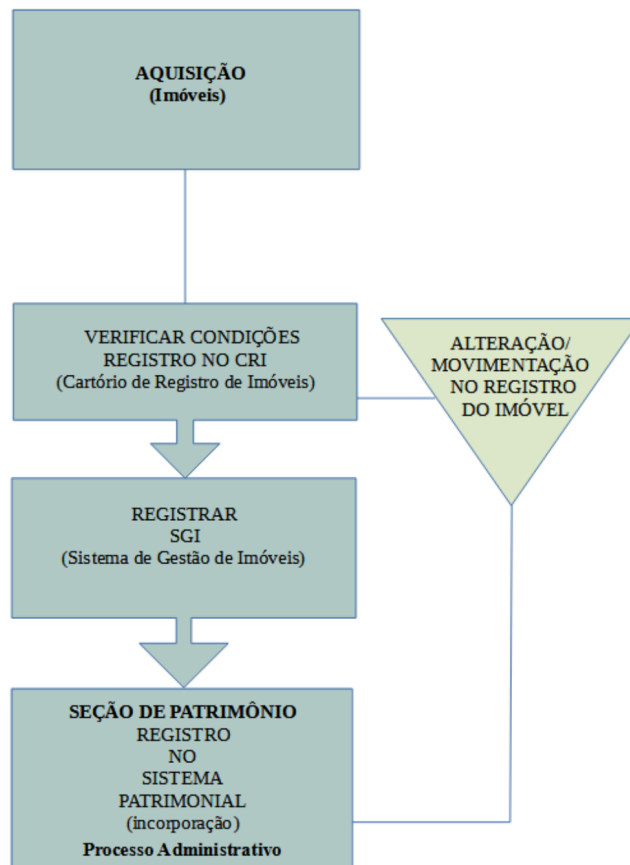 AQUISIÇÃO
(Imóveis)
VERIFICAR CONDIÇÕES
REGISTRO NO CRI
(Cartório de Registro de Imóveis)
ALTERAÇÃO/
MOVIMENTAÇÃO
NO REGISTRO
DO IMÓVEL
REGISTRAR
SGI
(Sistema de Gestão de Imóveis)
SEÇÃO DE PATRIMÔNIO
REGISTRO
NO
SISTEMA
PATRIMONIAL
(incorporação)
Processo Administrativo